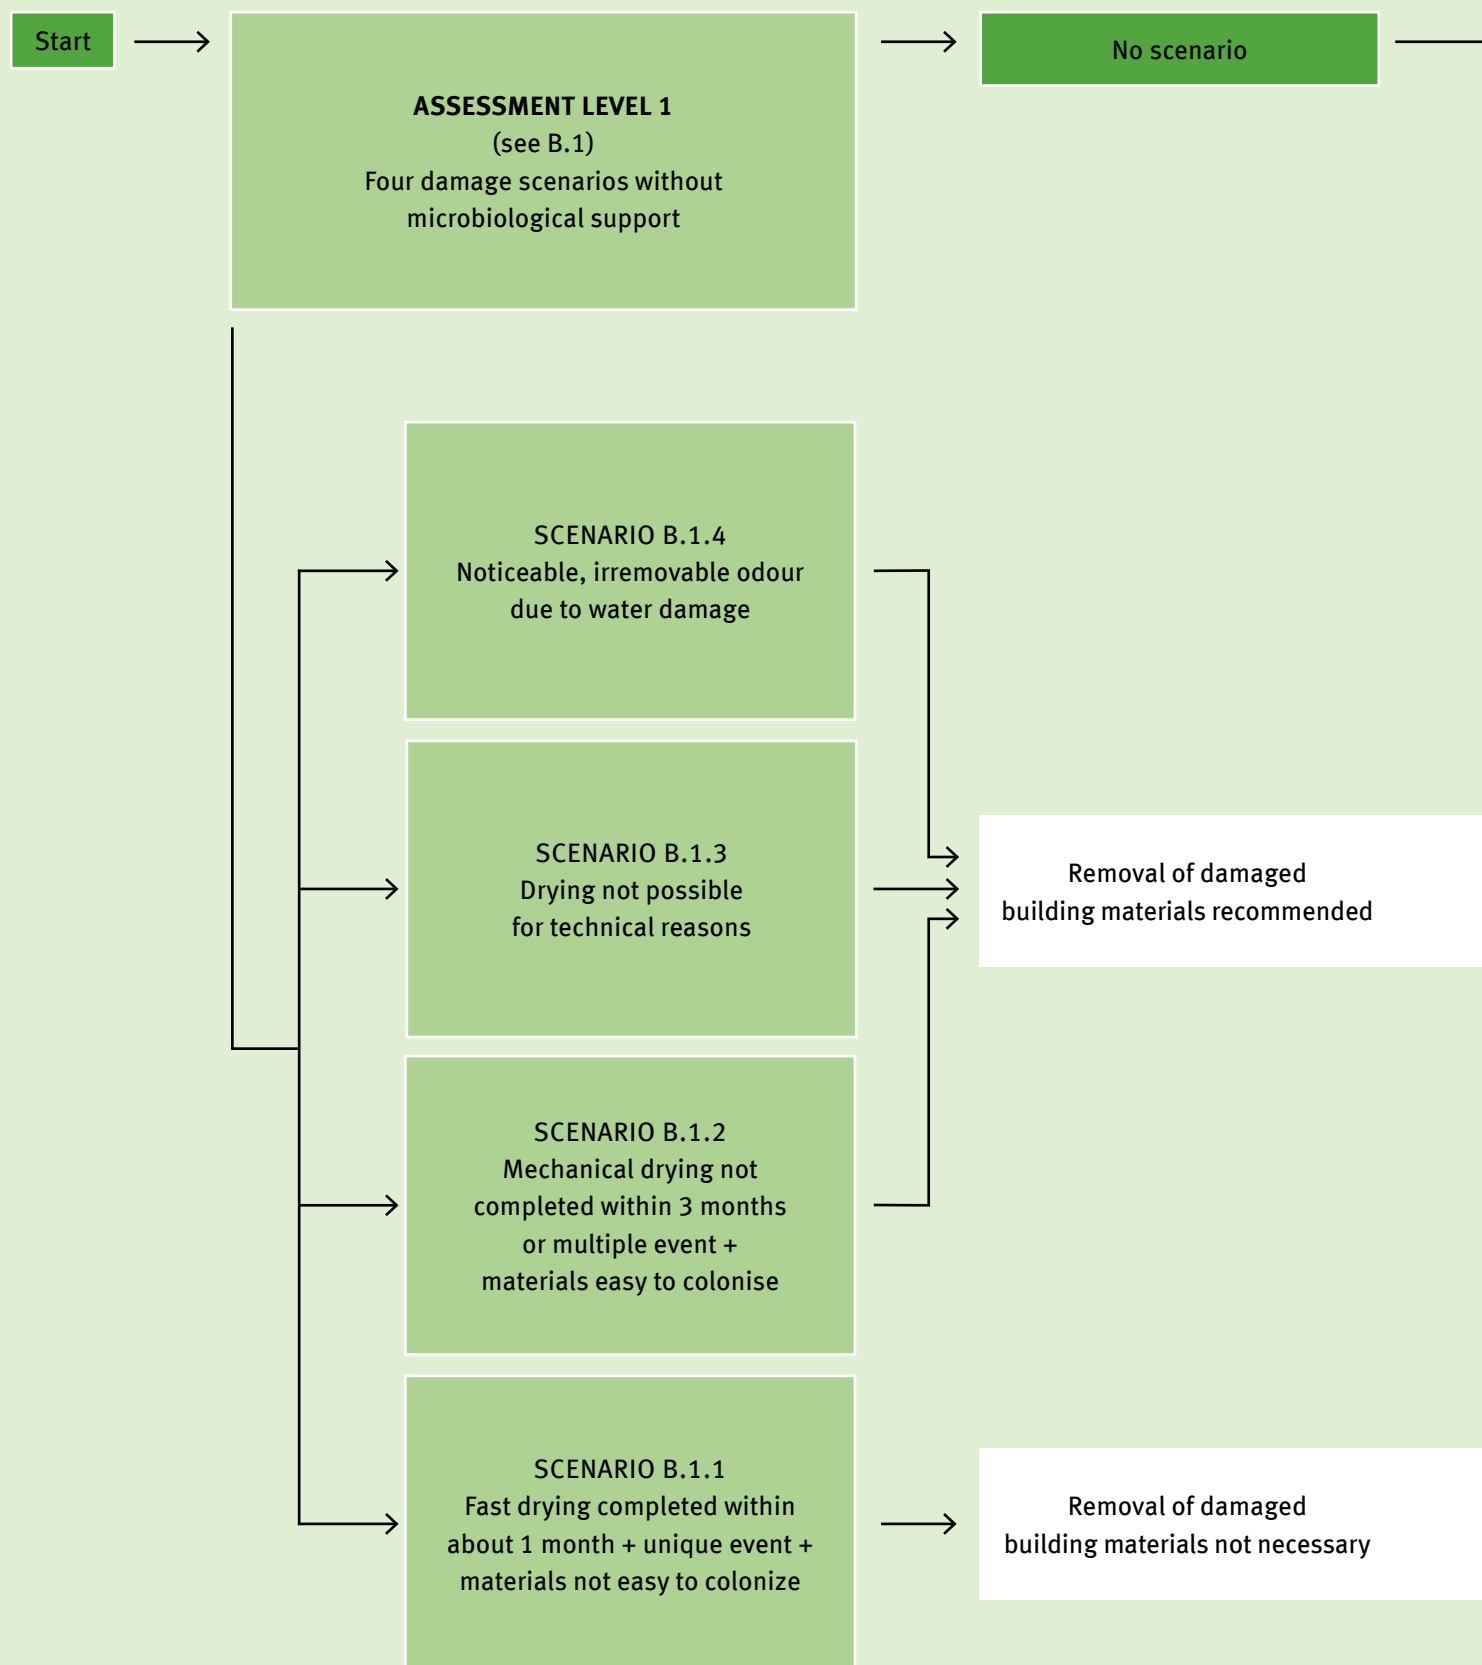 Start
ASSESSMENT LEVEL 1
(see B.1)
Four damage scenarios without
microbiological support
No scenario
SCENARIO B.1.4
Noticeable, irremovable odour
due to water damage
SCENARIO B.1.3
Drying not possible
for technical reasons
Removal of damaged
building materials recommended
SCENARIO B.1.2
Mechanical drying not
completed within 3 months
or multiple event +
materials easy to colonise
SCENARIO B.1.1
Fast drying completed within
about 1 month + unique event +
materials not easy to colonize
Removal of damaged
building materials not necessary